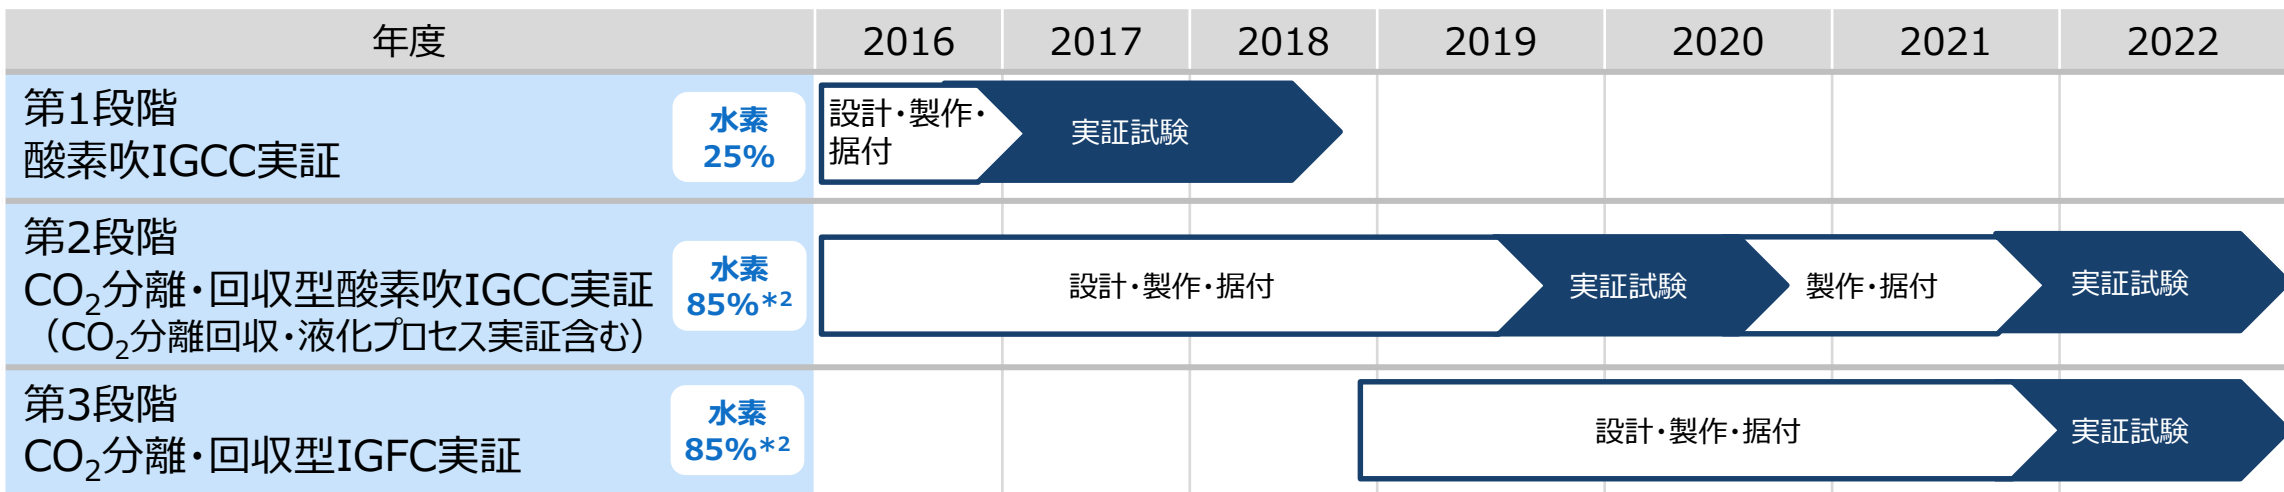 年度 2016 2017 2018 2019 2020 2021 2022
第1段階
酸素吹IGCC実証
水素
25%
設計・製作・
据付
実証試験
第2段階
CO₂分離・回収型酸素吹IGCC実証
（CO₂分離回収・液化プロセス実証含む）
水素
85%*2
設計・製作・据付
実証試験
製作・据付
実証試験
第3段階
CO₂分離・回収型IGFC実証
水素
85%*2
設計・製作・据付
実証試験